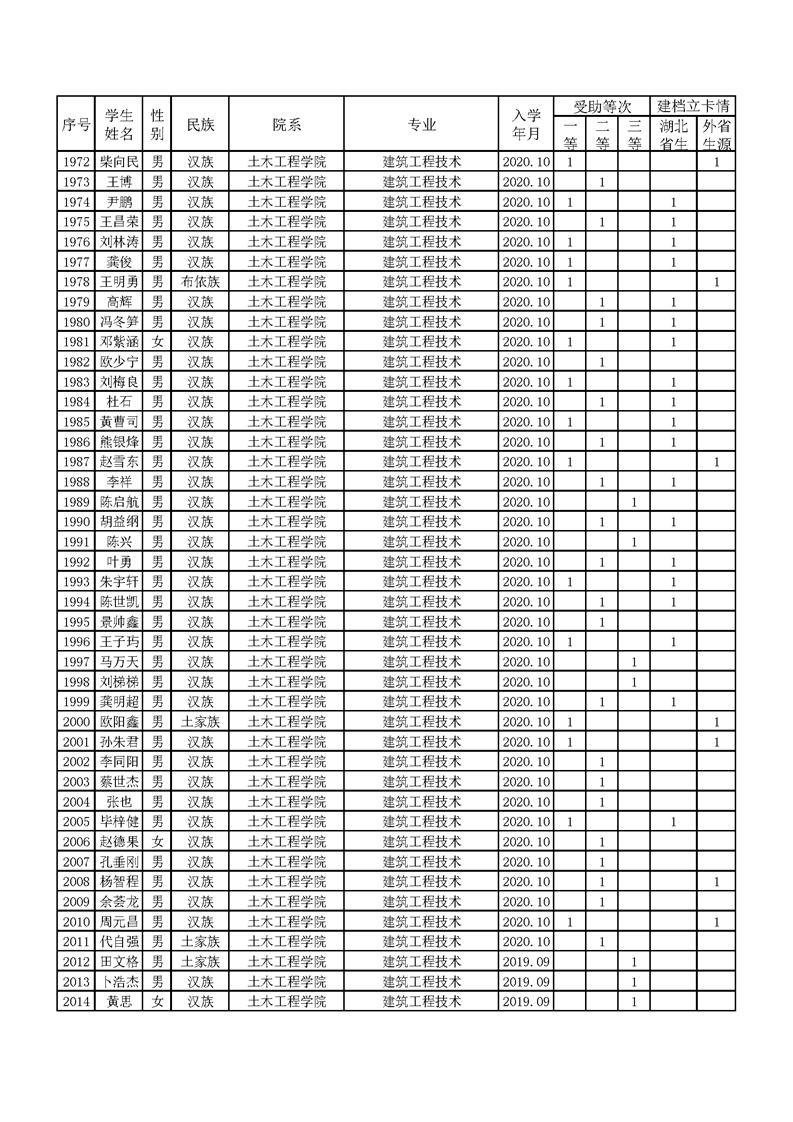 序号 学生姓名 性别 民族 院系 专业 入学年月 受助等次 建档立卡情
一等 二等 三等 湖北省生 外省生源
1972 柴向民 男 汉族 土木工程学院 建筑工程技术 2020.10 1 1
1973 王博 男 汉族 土木工程学院 建筑工程技术 2020.10 1
1974 尹鹏 男 汉族 土木工程学院 建筑工程技术 2020.10 1 1
1975 王昌荣 男 汉族 土木工程学院 建筑工程技术 2020.10 1 1
1976 刘林涛 男 汉族 土木工程学院 建筑工程技术 2020.10 1 1
1977 龚俊 男 汉族 土木工程学院 建筑工程技术 2020.10 1 1
1978 王明勇 男 布依族 土木工程学院 建筑工程技术 2020.10 1 1
1979 高辉 男 汉族 土木工程学院 建筑工程技术 2020.10 1 1
1980 冯冬笋 男 汉族 土木工程学院 建筑工程技术 2020.10 1 1
1981 邓紫涵 女 汉族 土木工程学院 建筑工程技术 2020.10 1 1
1982 欧少宁 男 汉族 土木工程学院 建筑工程技术 2020.10 1
1983 刘梅良 男 汉族 土木工程学院 建筑工程技术 2020.10 1 1
1984 杜石 男 汉族 土木工程学院 建筑工程技术 2020.10 1 1
1985 黄曹司 男 汉族 土木工程学院 建筑工程技术 2020.10 1 1
1986 熊银烽 男 汉族 土木工程学院 建筑工程技术 2020.10 1 1
1987 赵雪东 男 汉族 土木工程学院 建筑工程技术 2020.10 1 1
1988 李祥 男 汉族 土木工程学院 建筑工程技术 2020.10 1 1
1989 陈启航 男 汉族 土木工程学院 建筑工程技术 2020.10 1
1990 胡益纲 男 汉族 土木工程学院 建筑工程技术 2020.10 1 1
1991 陈兴 男 汉族 土木工程学院 建筑工程技术 2020.10 1
1992 叶勇 男 汉族 土木工程学院 建筑工程技术 2020.10 1 1
1993 朱宇轩 男 汉族 土木工程学院 建筑工程技术 2020.10 1 1
1994 陈世凯 男 汉族 土木工程学院 建筑工程技术 2020.10 1 1
1995 景帅鑫 男 汉族 土木工程学院 建筑工程技术 2020.10 1
1996 王子玙 男 汉族 土木工程学院 建筑工程技术 2020.10 1 1
1997 马万天 男 汉族 土木工程学院 建筑工程技术 2020.10 1
1998 刘梯梯 男 汉族 土木工程学院 建筑工程技术 2020.10 1
1999 龚明超 男 汉族 土木工程学院 建筑工程技术 2020.10 1 1
2000 欧阳鑫 男 土家族 土木工程学院 建筑工程技术 2020.10 1 1
2001 孙朱君 男 汉族 土木工程学院 建筑工程技术 2020.10 1 1
2002 李同阳 男 汉族 土木工程学院 建筑工程技术 2020.10 1
2003 蔡世杰 男 汉族 土木工程学院 建筑工程技术 2020.10 1
2004 张也 男 汉族 土木工程学院 建筑工程技术 2020.10 1
2005 毕梓健 男 汉族 土木工程学院 建筑工程技术 2020.10 1 1
2006 赵德果 女 汉族 土木工程学院 建筑工程技术 2020.10 1
2007 孔垂刚 男 汉族 土木工程学院 建筑工程技术 2020.10 1
2008 杨智程 男 汉族 土木工程学院 建筑工程技术 2020.10 1 1
2009 余荟龙 男 汉族 土木工程学院 建筑工程技术 2020.10 1
2010 周元昌 男 汉族 土木工程学院 建筑工程技术 2020.10 1 1
2011 代自强 男 土家族 土木工程学院 建筑工程技术 2020.10 1
2012 田文格 男 土家族 土木工程学院 建筑工程技术 2019.09 1
2013 卜浩杰 男 汉族 土木工程学院 建筑工程技术 2019.09 1
2014 黄思 女 汉族 土木工程学院 建筑工程技术 2019.09 1